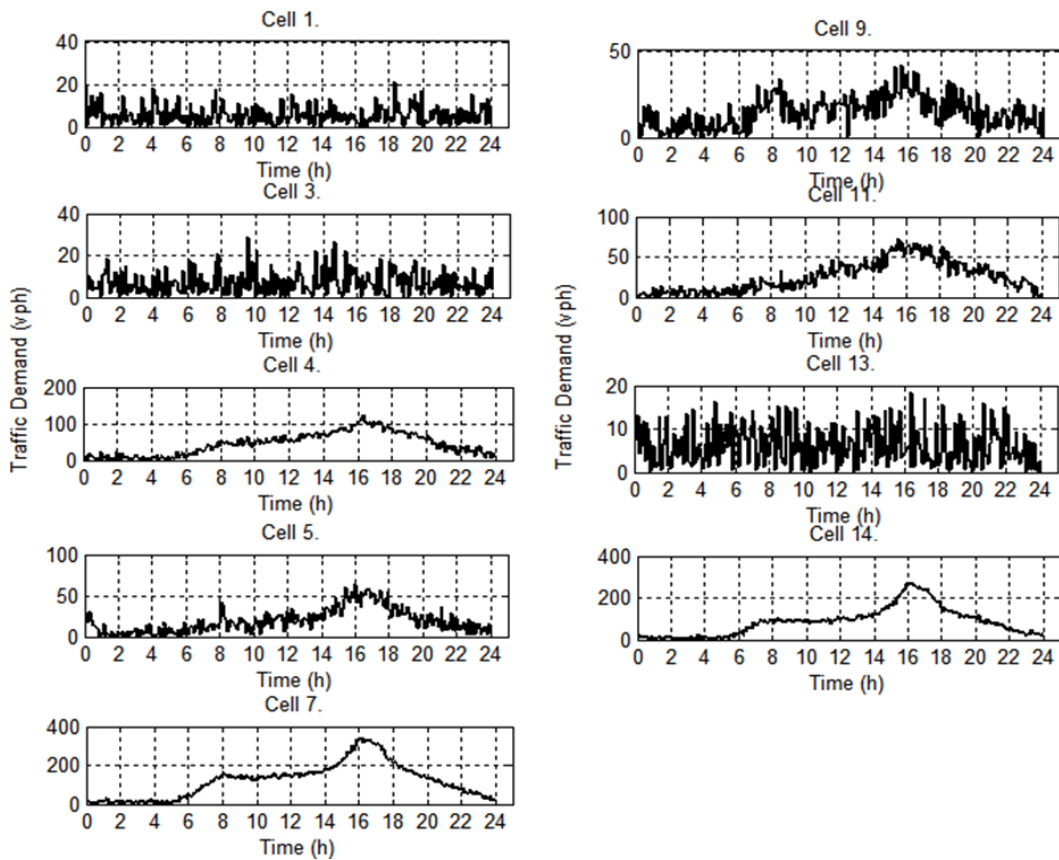 Cell 1.
40
20
0
0 2 4 6 8 10 12 14 16 18 20 22 24
Time (h)
Cell 3.
40
20
0
0 2 4 6 8 10 12 14 16 18 20 22 24
Time (h)
Cell 4.
200
100
0
0 2 4 6 8 10 12 14 16 18 20 22 24
Time (h)
Cell 5.
100
50
0
0 2 4 6 8 10 12 14 16 18 20 22 24
Time (h)
Cell 7.
400
200
0
0 2 4 6 8 10 12 14 16 18 20 22 24
Time (h)
Traffic Demand (vph)
Cell 9.
50
0
0 2 4 6 8 10 12 14 16 18 20 22 24
Time (h)
Cell 11.
100
50
0
0 2 4 6 8 10 12 14 16 18 20 22 24
Time (h)
Cell 13.
20
10
0
0 2 4 6 8 10 12 14 16 18 20 22 24
Time (h)
Cell 14.
400
200
0
0 2 4 6 8 10 12 14 16 18 20 22 24
Time (h)
Traffic Demand (vph)